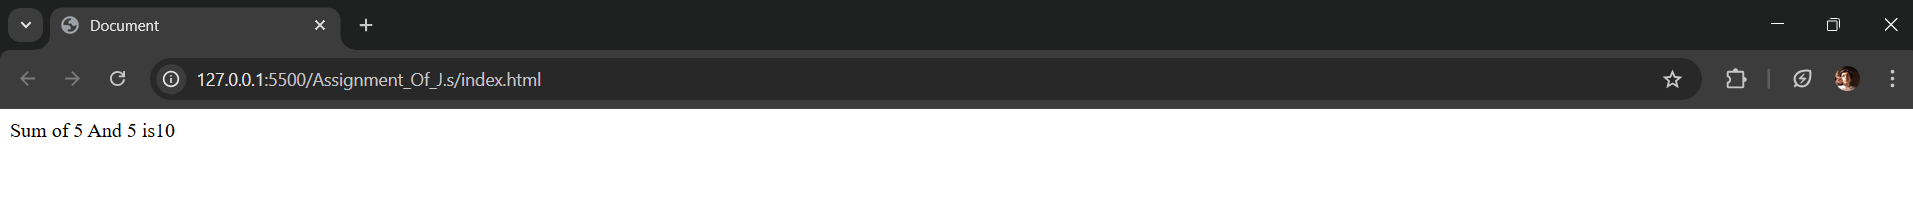 Document
127.0.0.1:5500/Assignment_Of_J.s/index.html
Sum of 5 And 5 is10